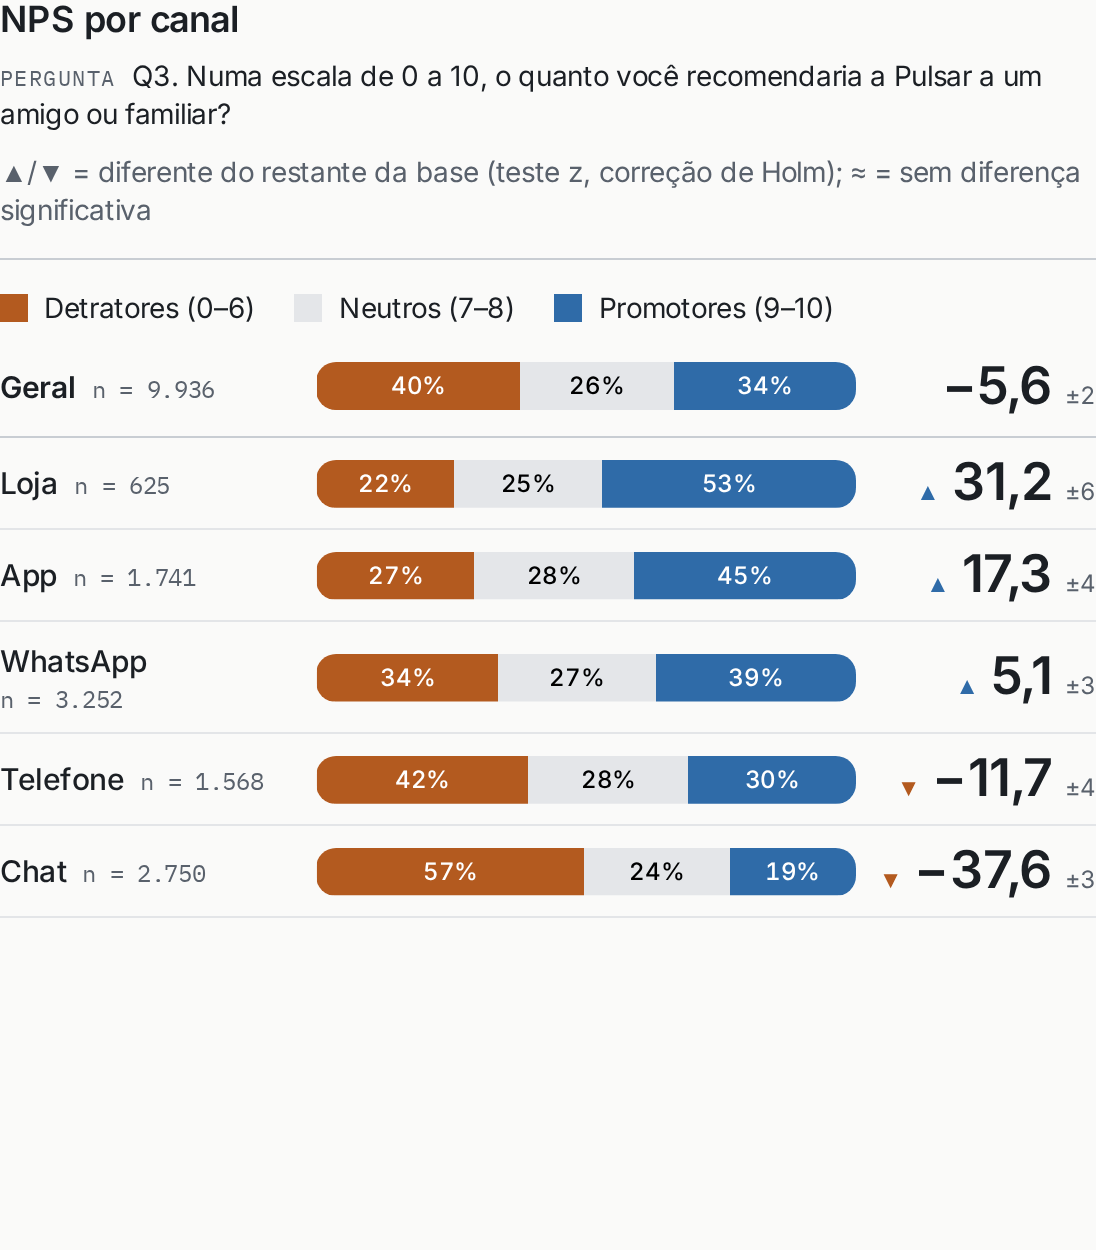 NPS por canal
PERGUNTA Q3. Numa escala de 0 a 10, o quanto você recomendaria a Pulsar a um
amigo ou familiar?
▲/▼ = diferente do restante da base (teste z, correção de Holm); ≈ = sem diferença
significativa
Detratores (0–6) Neutros (7–8) Promotores (9–10)
Geral n = 9.936 40% 26% 34% −5,6 ±2
Loja n = 625 22% 25% 53% ▲ 31,2 ±6
App n = 1.741 27% 28% 45% ▲ 17,3 ±4
WhatsApp
n = 3.252 34% 27% 39% ▲ 5,1 ±3
Telefone n = 1.568 42% 28% 30% ▼ −11,7 ±4
Chat n = 2.750 57% 24% 19% ▼ −37,6 ±3